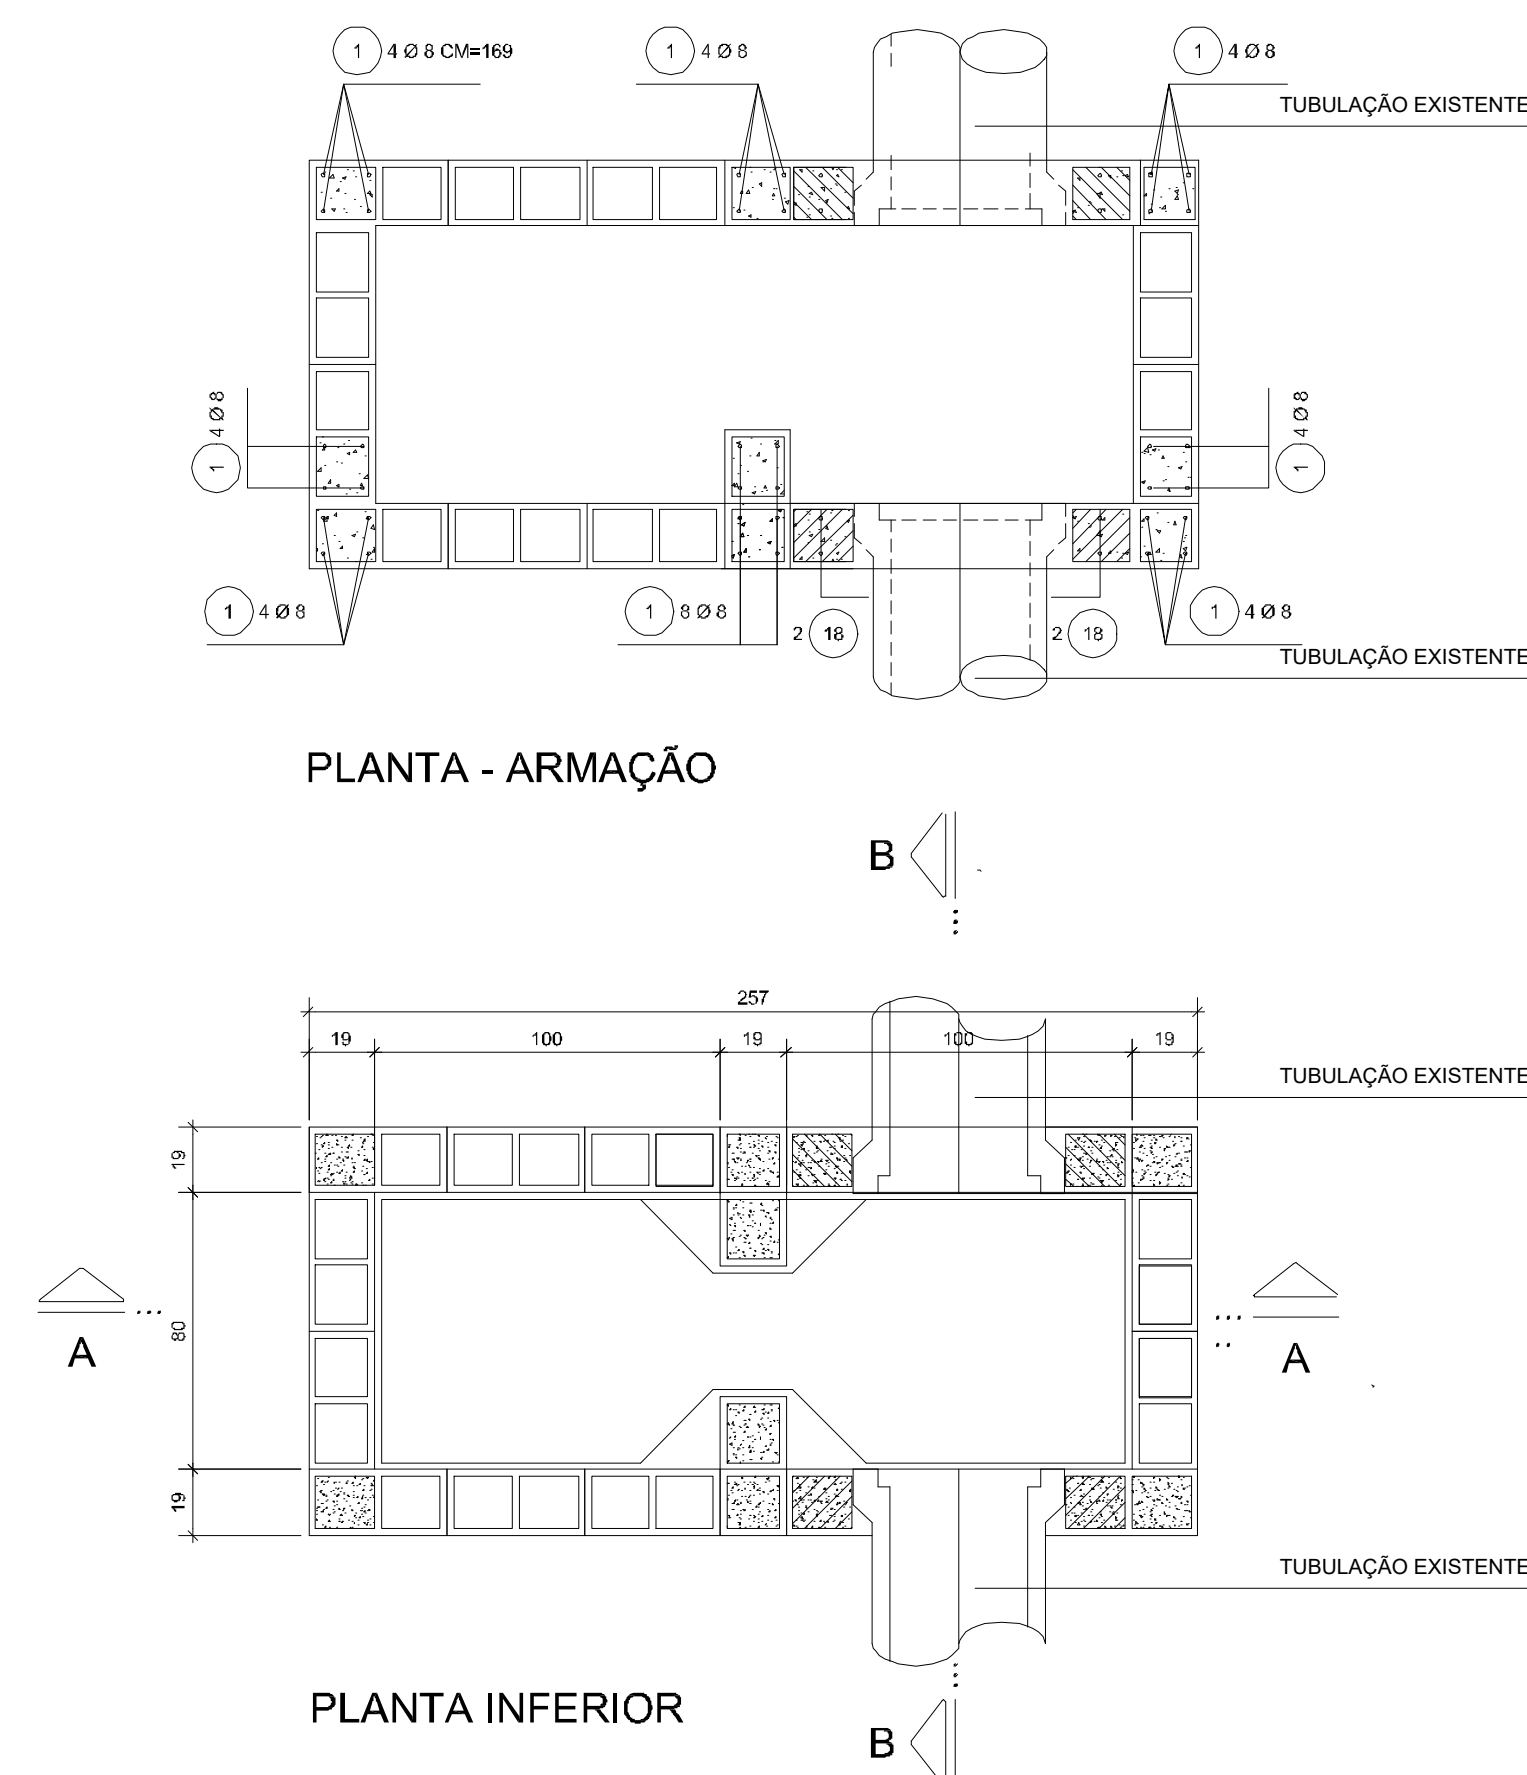 1 4 Ø 8 CM=169
1 4 Ø 8
1 4 Ø 8
TUBULAÇÃO EXISTENTE
1 4 Ø 8
1 4 Ø 8
1 4 Ø 8
1 8 Ø 8
2 18
2 18
1 4 Ø 8
TUBULAÇÃO EXISTENTE
PLANTA - ARMAÇÃO
B
257
19 100 19 100 19
TUBULAÇÃO EXISTENTE
19
80
19
A
A
TUBULAÇÃO EXISTENTE
PLANTA INFERIOR
B